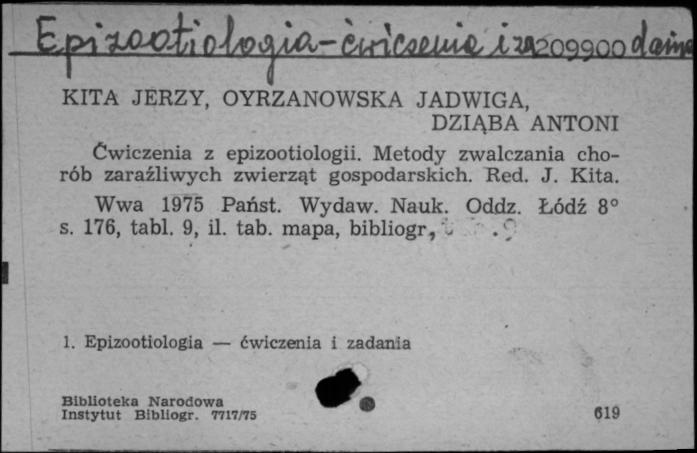 Epizootiologia - ćwiczenia i za209900dania
KITA JERZY, OYRZANOWSKA JADWIGA,
DZIĄBA ANTONI
Ćwiczenia z epizootiologii. Metody zwalczania cho-
rób zaraźliwych zwierząt gospodarskich. Red. J. Kita.
Wwa 1975 Państ. Wydaw. Nauk. Oddz. Łódź 8°
s. 176, tabl. 9, il. tab. mapa, bibliogr.
1. Epizootiologia — ćwiczenia i zadania
Biblioteka Narodowa
Instytut Bibliogr. 7717/75
619